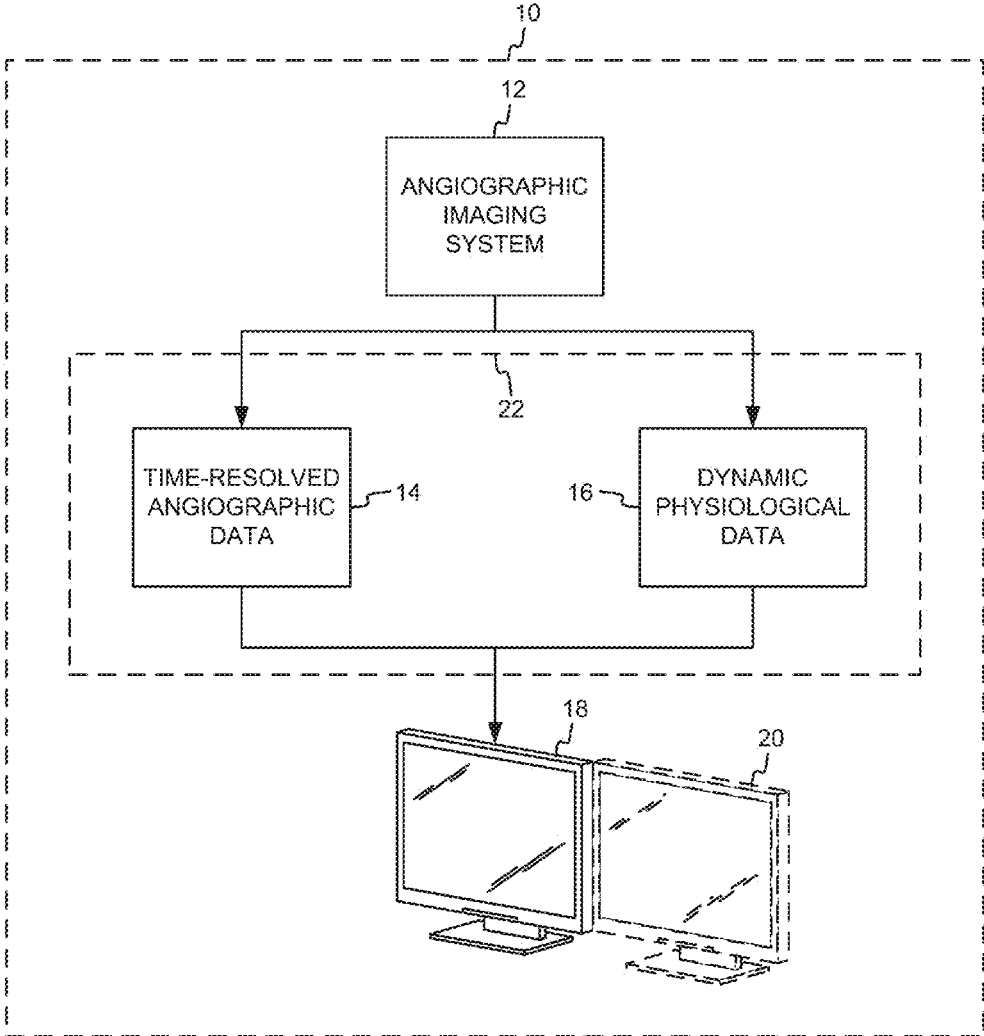 10
12
ANGIOGRAPHIC
IMAGING
SYSTEM
22
TIME-RESOLVED
ANGIOGRAPHIC
DATA
14
16
DYNAMIC
PHYSIOLOGICAL
DATA
18
20